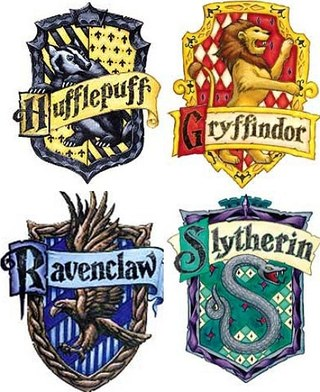 Hufflepuff
Gryffindor
Ravenclaw
Slytherin